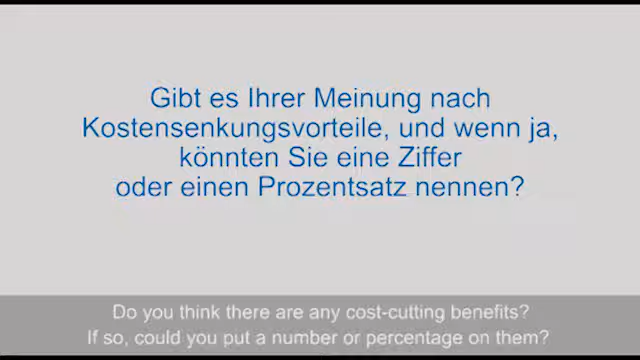 Gibt es Ihrer Meinung nach
Kostensenkungsvorteile, und wenn ja,
könnten Sie eine Ziffer
oder einen Prozentsatz nennen?
Do you think there are any cost-cutting benefits?
If so, could you put a number or percentage on them?